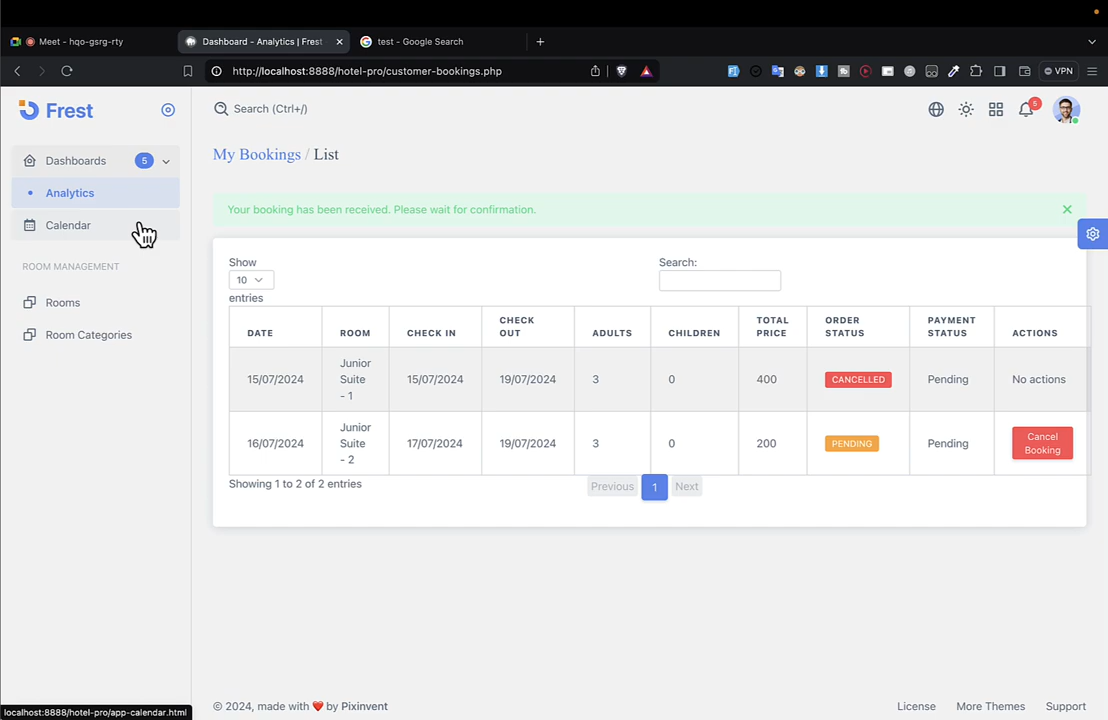 Meet - hqo-gsrg-rty
Dashboard - Analytics | Frest
test - Google Search
http://localhost:8888/hotel-pro/customer-bookings.php
VPN
Frest
Search (Ctrl+/)
5
Dashboards
5
Analytics
Calendar
ROOM MANAGEMENT
Rooms
Room Categories
My Bookings / List
Your booking has been received. Please wait for confirmation.
Show
10
entries
Search:
DATE
ROOM
CHECK IN
CHECK
OUT
ADULTS
CHILDREN
TOTAL
PRICE
ORDER
STATUS
PAYMENT
STATUS
ACTIONS
15/07/2024
Junior
Suite
- 1
15/07/2024
19/07/2024
3
0
400
CANCELLED
Pending
No actions
16/07/2024
Junior
Suite
- 2
17/07/2024
19/07/2024
3
0
200
PENDING
Pending
Cancel
Booking
Showing 1 to 2 of 2 entries
Previous
1
Next
© 2024, made with ❤️ by Pixinvent
License
More Themes
Support
localhost:8888/hotel-pro/app-calendar.html